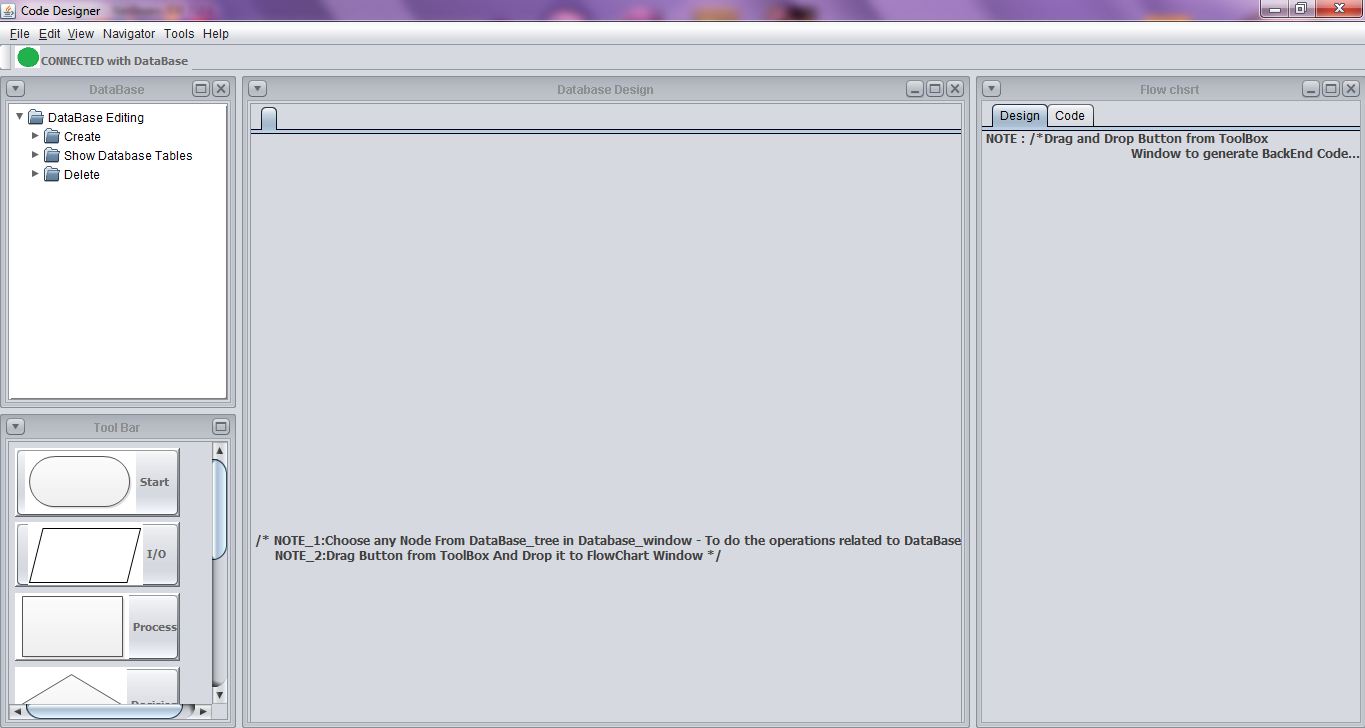 Code Designer
File Edit View Navigator Tools Help
CONNECTED with DataBase
DataBase
DataBase Editing
Create
Show Database Tables
Delete
Tool Bar
Start
I/O
Process
Database Design
/* NOTE_1:Choose any Node From DataBase_tree in Database_window - To do the operations related to DataBase
NOTE_2:Drag Button from ToolBox And Drop it to FlowChart Window */
Flow chsrt
Design Code
NOTE : /*Drag and Drop Button from ToolBox
Window to generate BackEnd Code...